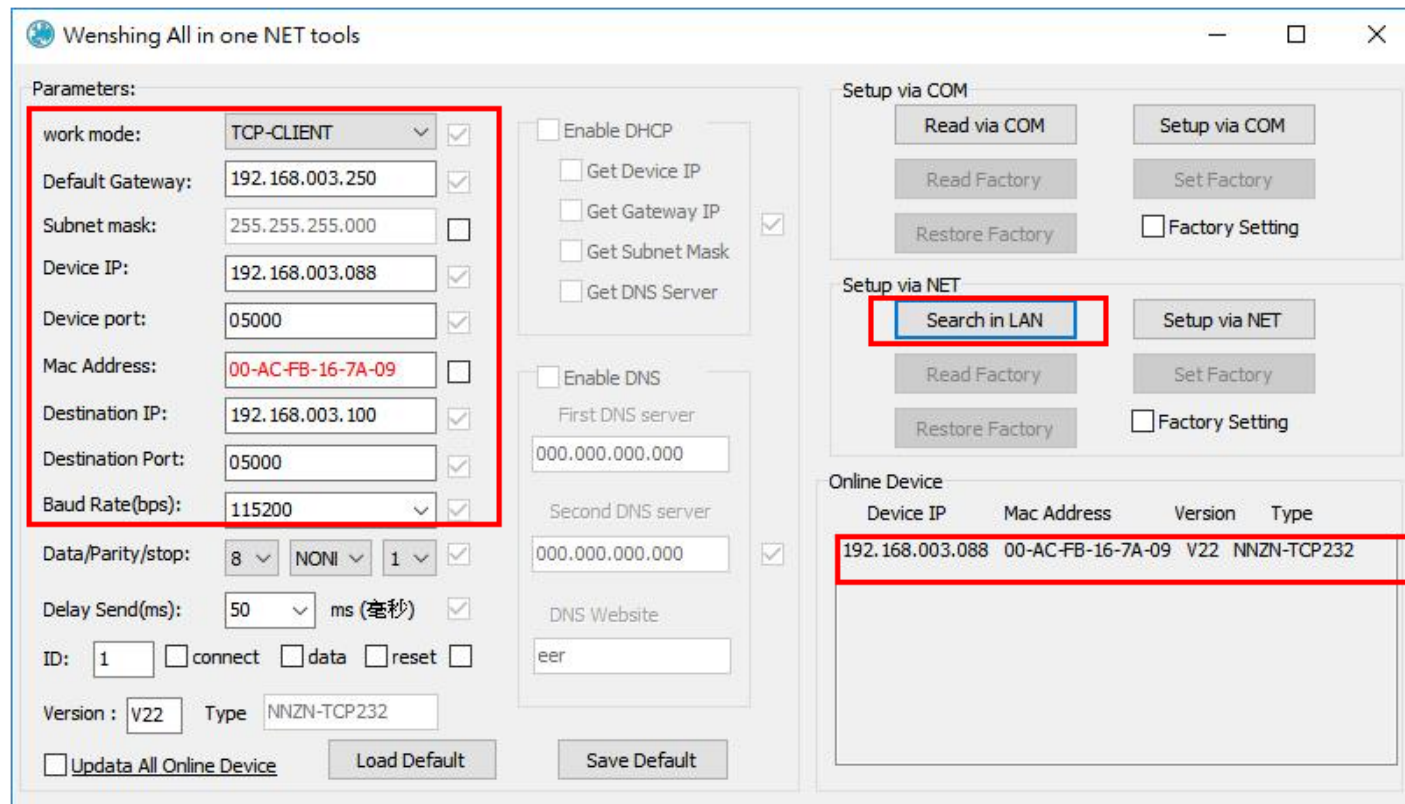 Wenshing All in one NET tools
Parameters:
work mode: TCP-CLIENT
Default Gateway: 192.168.003.250
Subnet mask: 255.255.255.000
Device IP: 192.168.003.088
Device port: 05000
Mac Address: 00-AC-FB-16-7A-09
Destination IP: 192.168.003.100
Destination Port: 05000
Baud Rate(bps): 115200
Data/Parity/stop: 8 NONI 1
Delay Send(ms): 50 ms (毫秒)
ID: 1 connect data reset
Version : V22 Type NNZN-TCP232
Updata All Online Device Load Default Save Default
Enable DHCP
Get Device IP
Get Gateway IP
Get Subnet Mask
Get DNS Server
Enable DNS
First DNS server
000.000.000.000
Second DNS server
000.000.000.000
DNS Website
eer
Setup via COM
Read via COM Setup via COM
Read Factory Set Factory
Restore Factory Factory Setting
Setup via NET
Search in LAN Setup via NET
Read Factory Set Factory
Restore Factory Factory Setting
Online Device
Device IP Mac Address Version Type
192.168.003.088 00-AC-FB-16-7A-09 V22 NNZN-TCP232